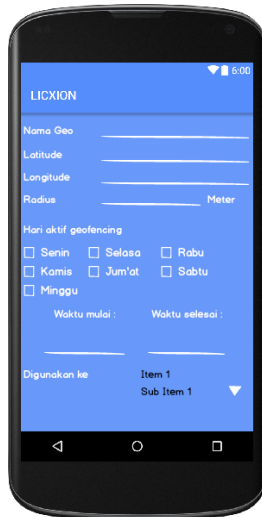 6:00
LICXION
Nama Geo
Latitude
Longitude
Radius Meter
Hari aktif geofencing
Senin Selasa Rabu
Kamis Jum'at Sabtu
Minggu
Waktu mulai : Waktu selesai :
Digunakan ke Item 1
Sub Item 1